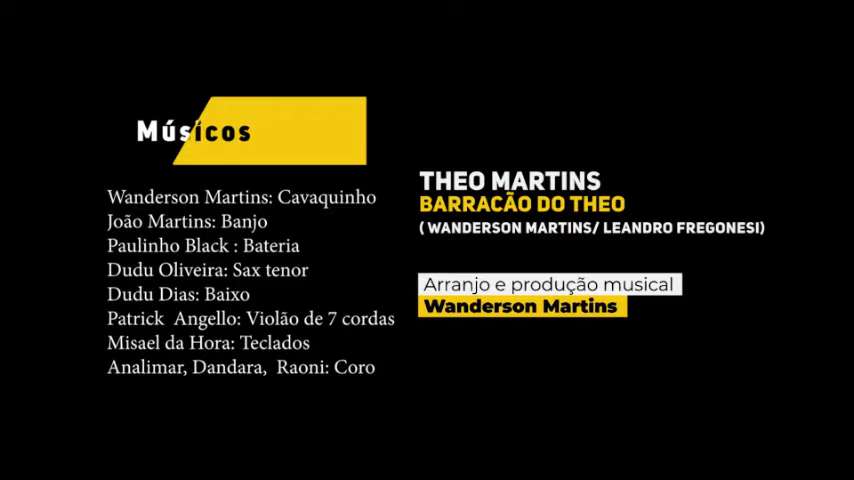 Músicos
Wanderson Martins: Cavaquinho
João Martins: Banjo
Paulinho Black : Bateria
Dudu Oliveira: Sax tenor
Dudu Dias: Baixo
Patrick  Angello: Violão de 7 cordas
Misael da Hora: Teclados
Analimar, Dandara,  Raoni: Coro
THEO MARTINS
BARRACÃO DO THEO
( WANDERSON MARTINS/ LEANDRO FREGONESI)
Arranjo e produção musical
Wanderson Martins